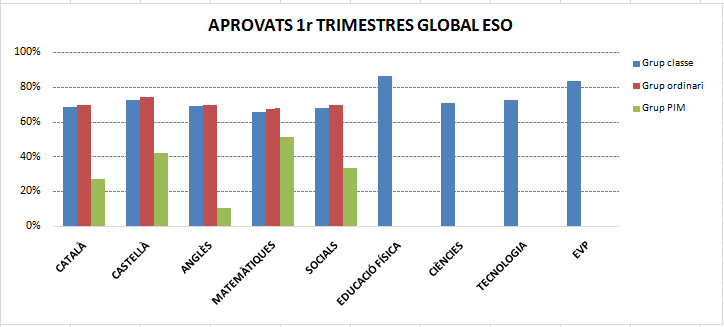 APROVATS 1r TRIMESTRES GLOBAL ESO
100%
80%
60%
40%
20%
0%
Grup classe
Grup ordinari
Grup PIM
CATALÀ
CASTELLÀ
ANGLÈS
MATEMÀTIQUES
SOCIALS
EDUCACIÓ FÍSICA
CIÈNCIES
TECNOLOGIA
EVP